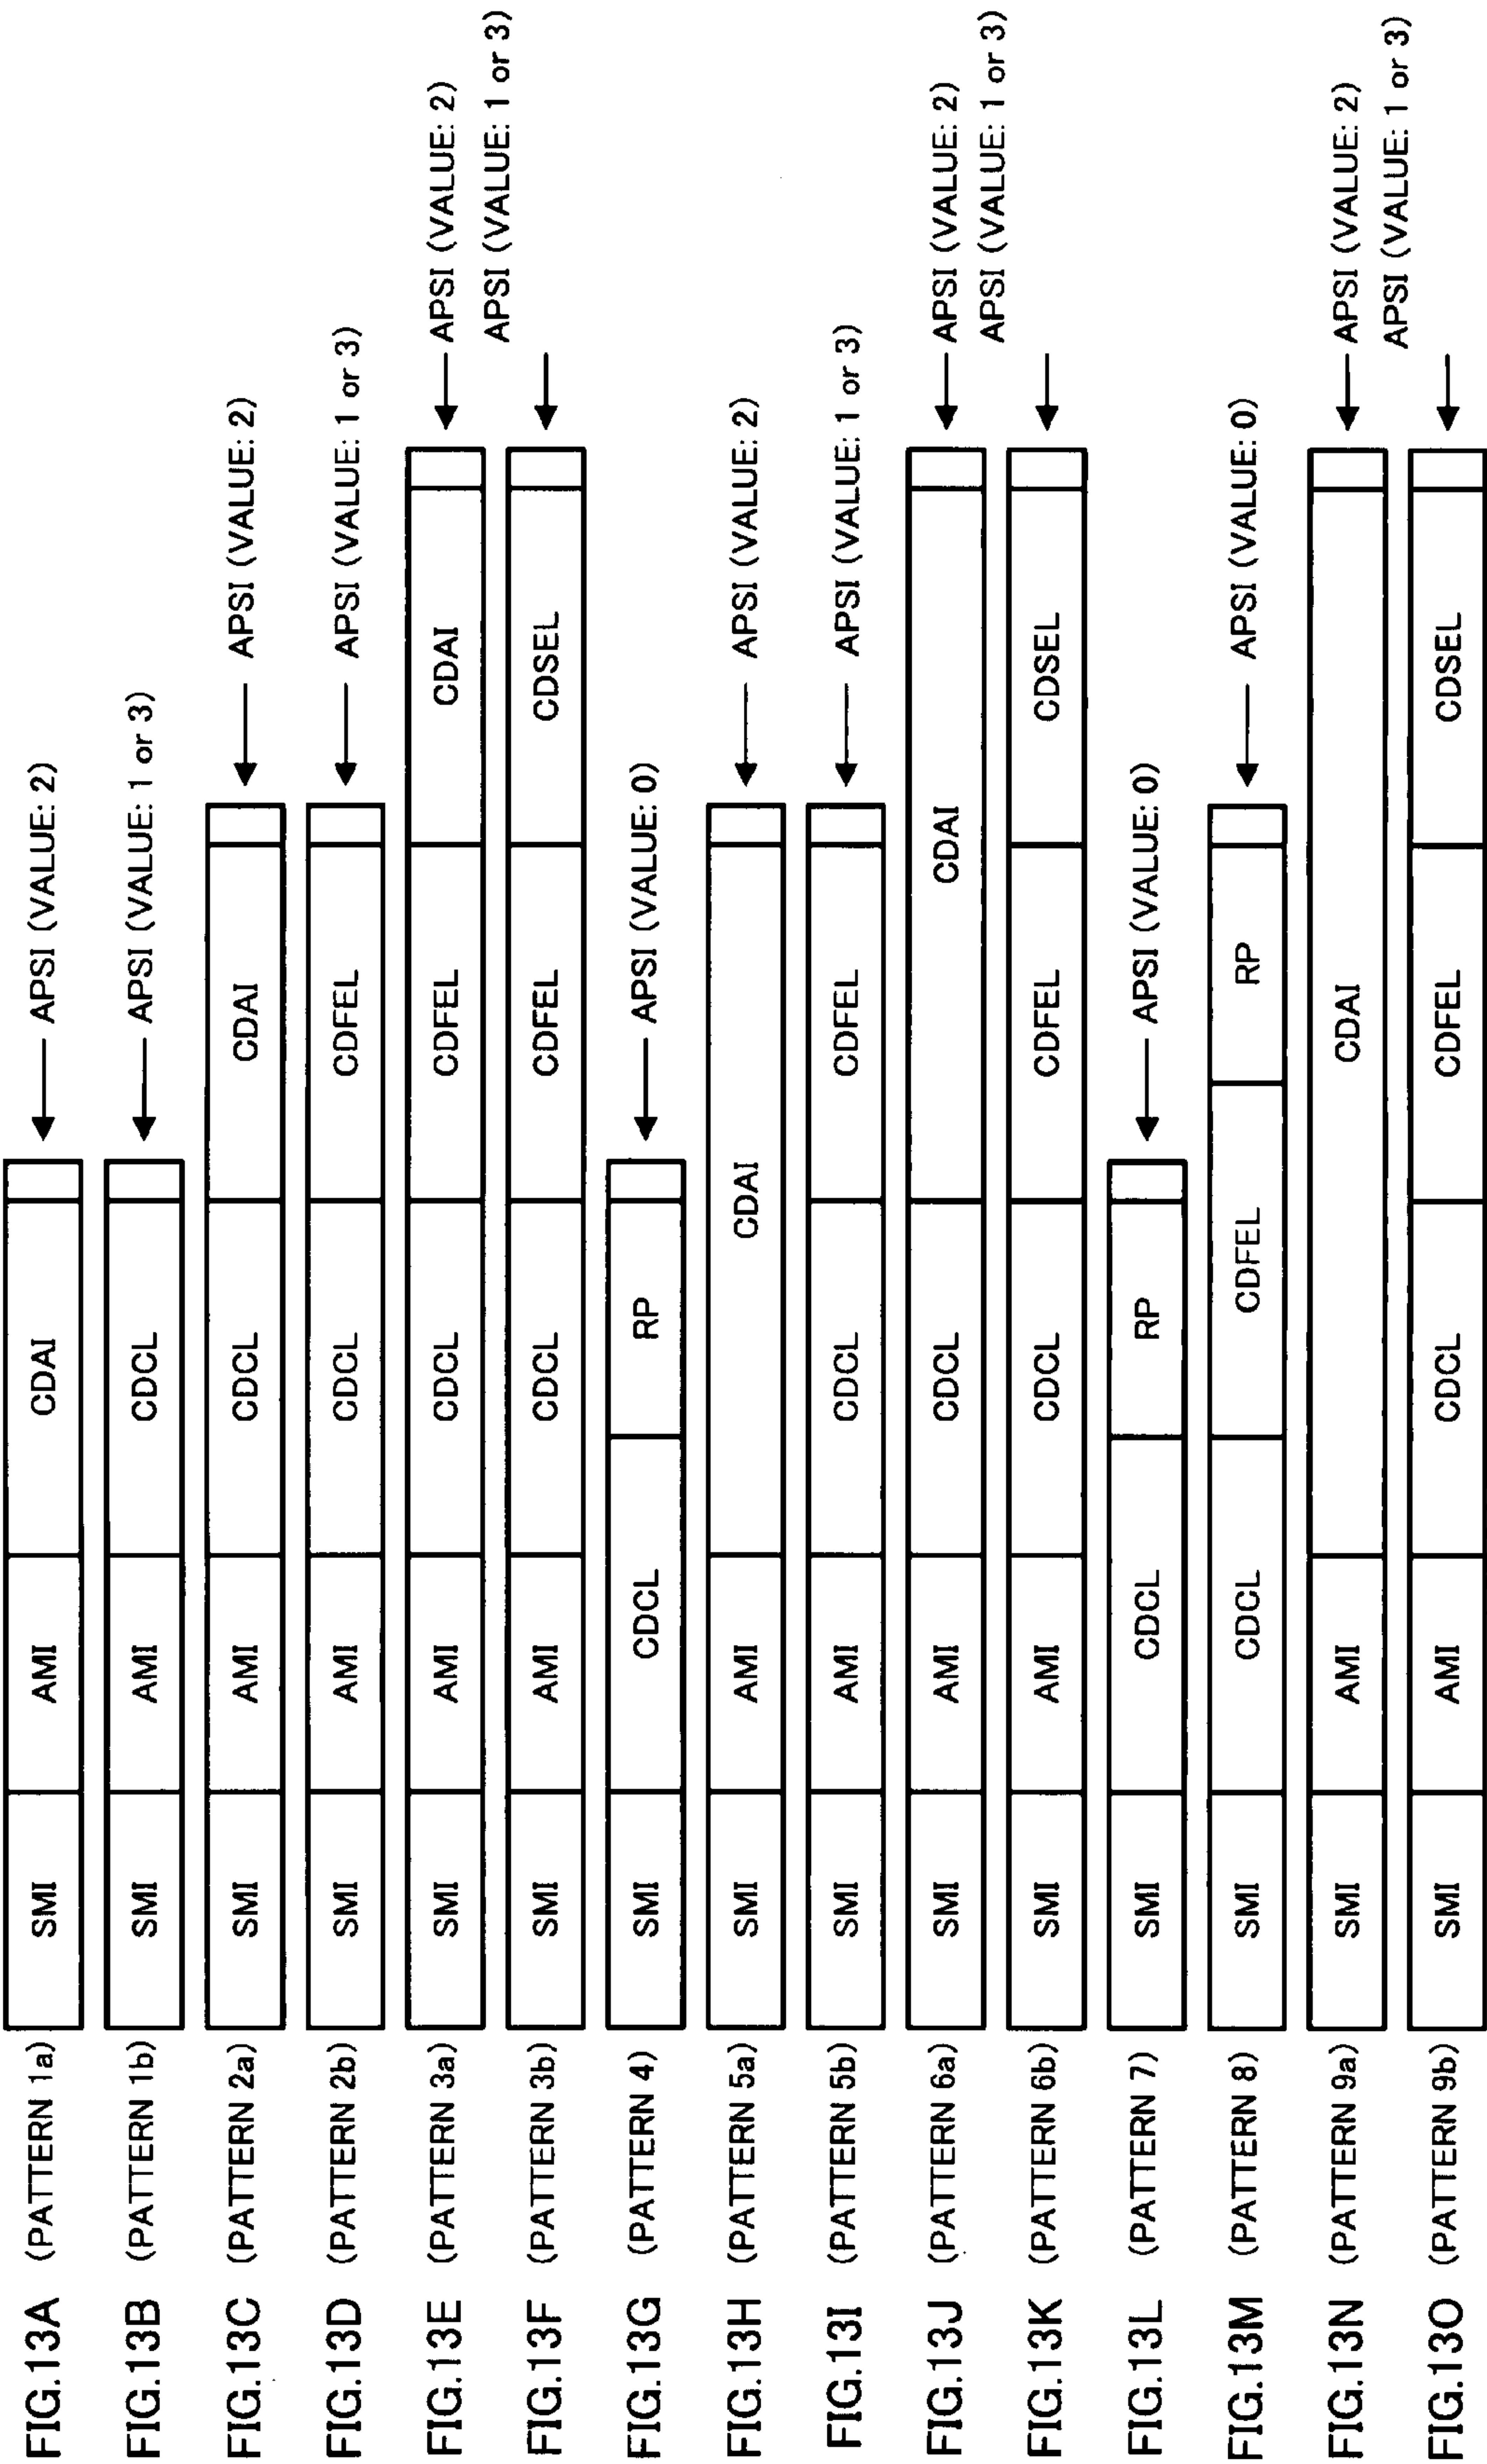 FIG.13A (PATTERN 1a) SMI AMI CDAI APSI (VALUE: 2)
FIG.13B (PATTERN 1b) SMI AMI CDCL APSI (VALUE: 1 or 3)
FIG.13C (PATTERN 2a) SMI AMI CDCL CDAI APSI (VALUE: 2)
FIG.13D (PATTERN 2b) SMI AMI CDCL CDFEL APSI (VALUE: 1 or 3)
FIG.13E (PATTERN 3a) SMI AMI CDCL CDFEL CDAI APSI (VALUE: 2)
FIG.13F (PATTERN 3b) SMI AMI CDCL CDFEL CDSEL APSI (VALUE: 1 or 3)
FIG.13G (PATTERN 4) SMI CDCL RP APSI (VALUE: 0)
FIG.13H (PATTERN 5a) SMI AMI CDAI APSI (VALUE: 2)
FIG.13I (PATTERN 5b) SMI AMI CDCL CDFEL APSI (VALUE: 1 or 3)
FIG.13J (PATTERN 6a) SMI AMI CDCL CDAI APSI (VALUE: 2)
FIG.13K (PATTERN 6b) SMI AMI CDCL CDFEL CDSEL APSI (VALUE: 1 or 3)
FIG.13L (PATTERN 7) SMI CDCL RP APSI (VALUE: 0)
FIG.13M (PATTERN 8) SMI CDCL CDFEL RP APSI (VALUE: 0)
FIG.13N (PATTERN 9a) SMI AMI CDAI APSI (VALUE: 2)
FIG.13O (PATTERN 9b) SMI AMI CDCL CDFEL CDSEL APSI (VALUE: 1 or 3)